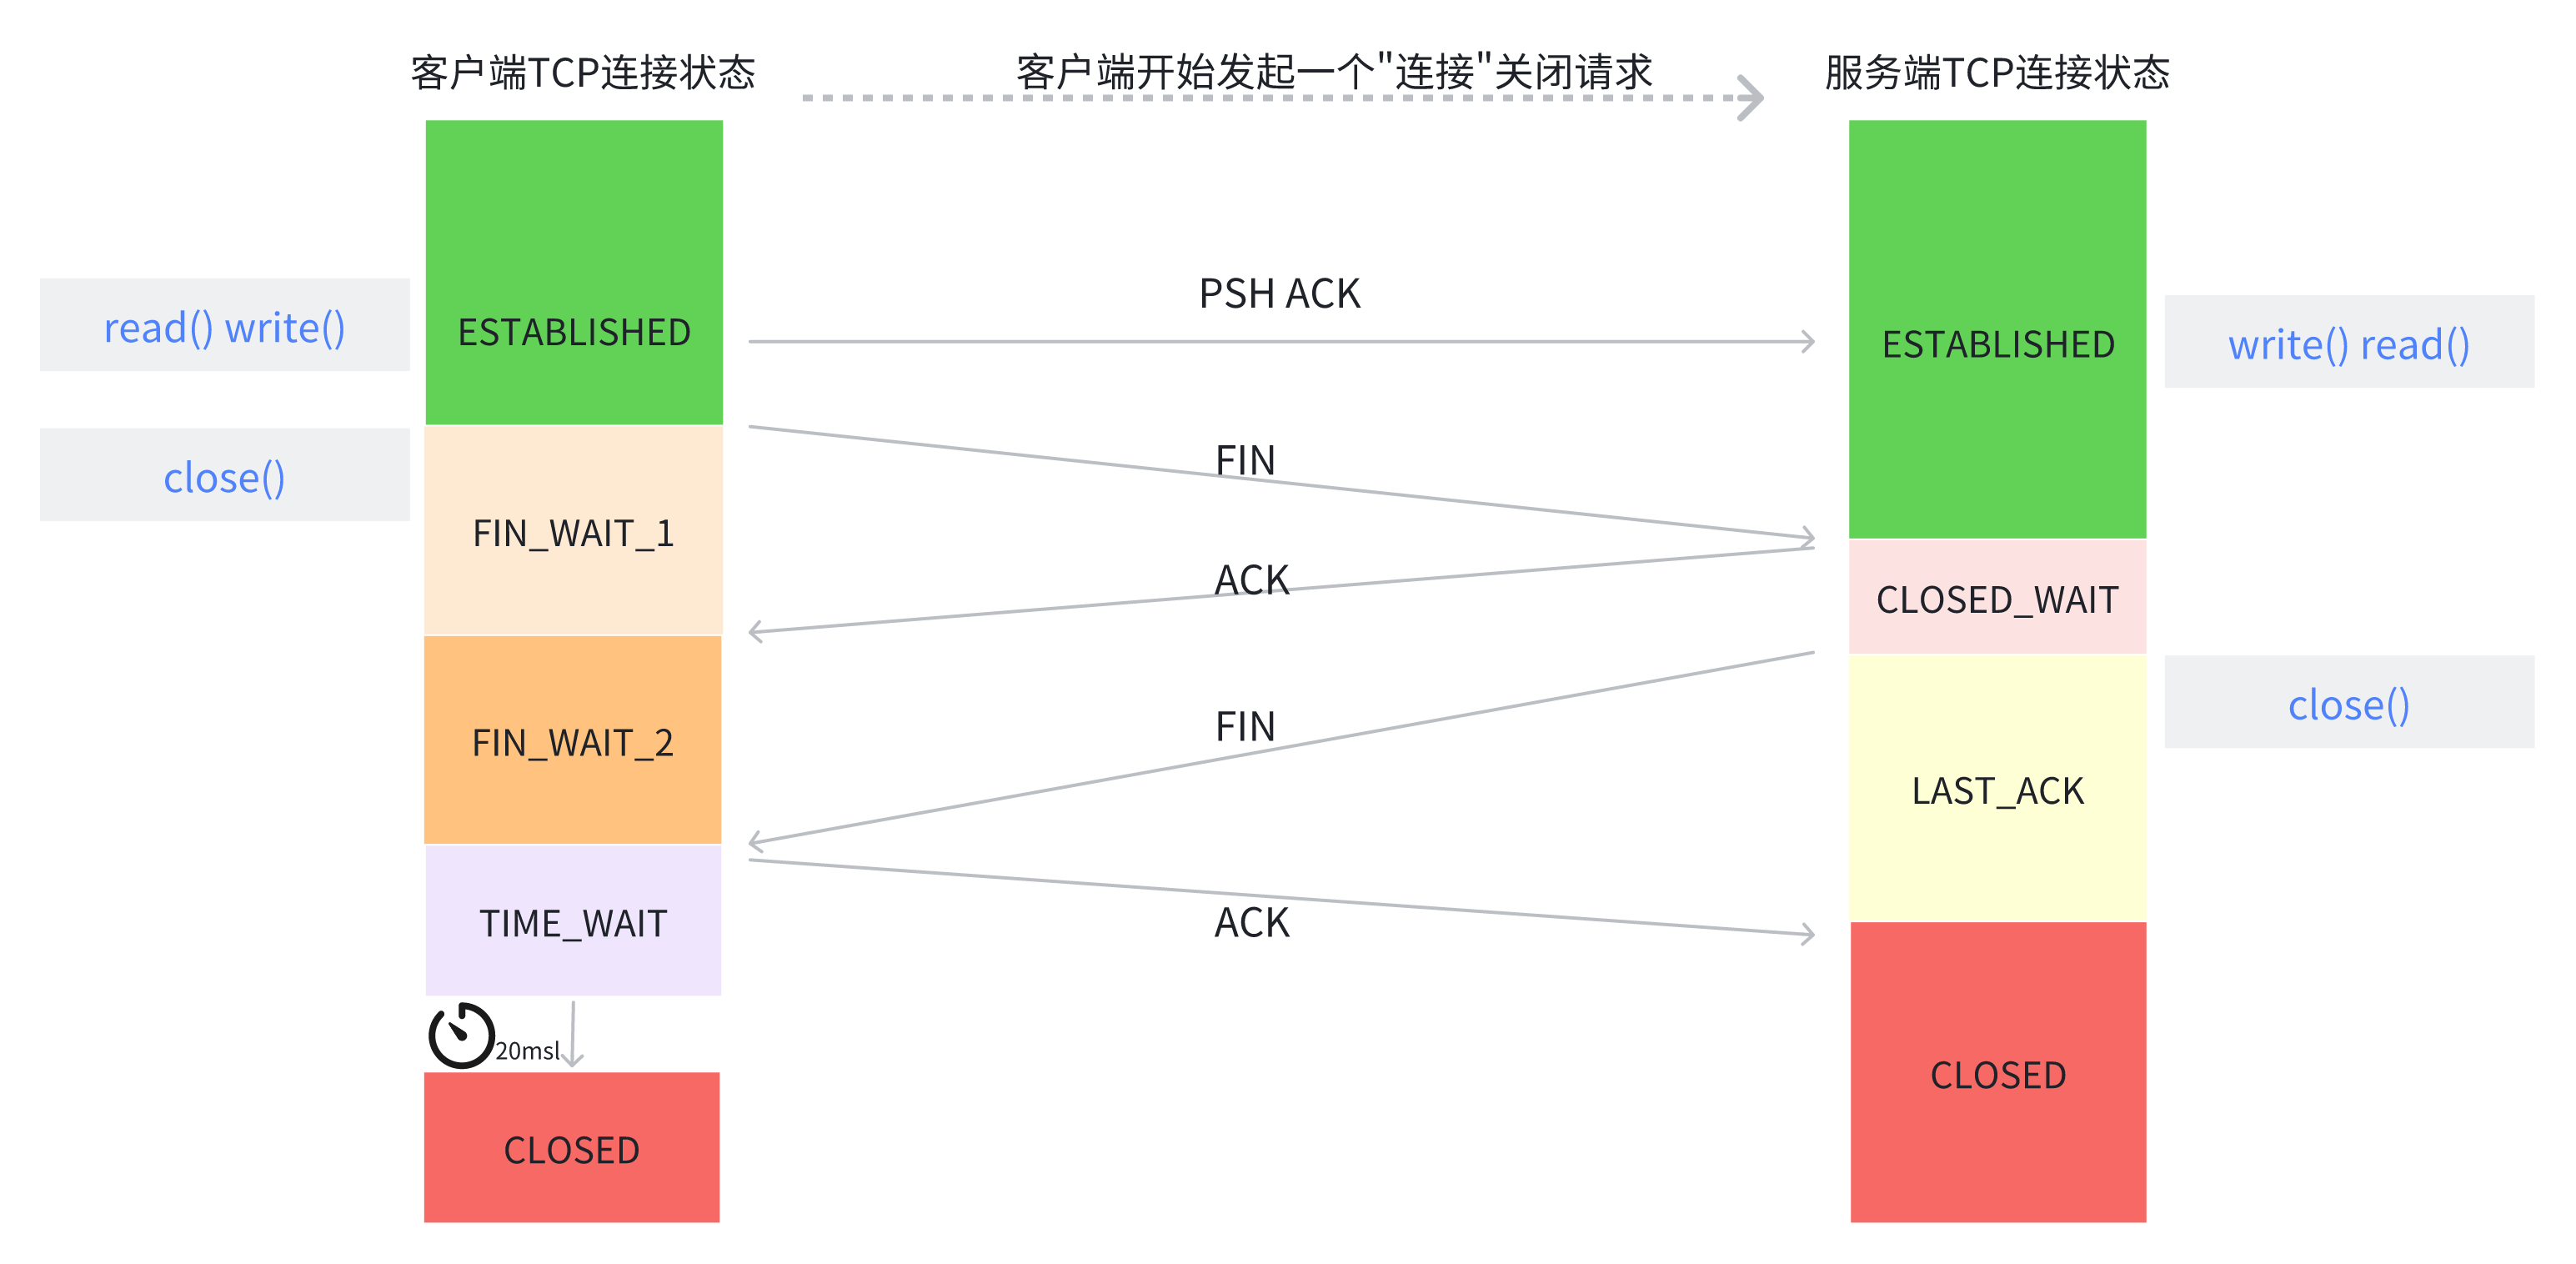 客户端TCP连接状态
客户端开始发起一个"连接"关闭请求
服务端TCP连接状态
read() write()
ESTABLISHED
PSH ACK
ESTABLISHED
write() read()
close()
FIN
FIN_WAIT_1
ACK
CLOSED_WAIT
FIN_WAIT_2
FIN
close()
LAST_ACK
TIME_WAIT
ACK
20msl
CLOSED
CLOSED